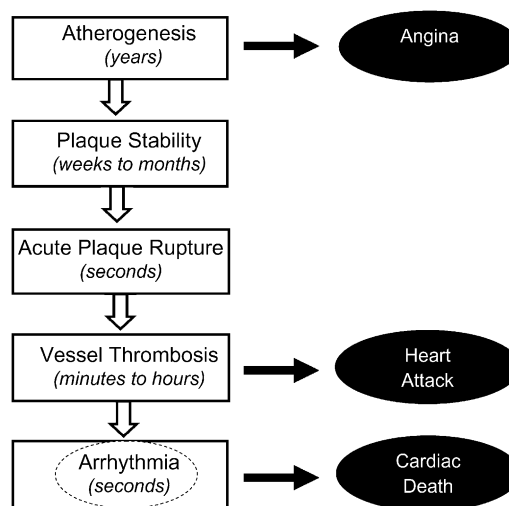 Atherogenesis
(years)
Angina
Plaque Stability
(weeks to months)
Acute Plaque Rupture
(seconds)
Vessel Thrombosis
(minutes to hours)
Heart
Attack
Arrhythmia
(seconds)
Cardiac
Death